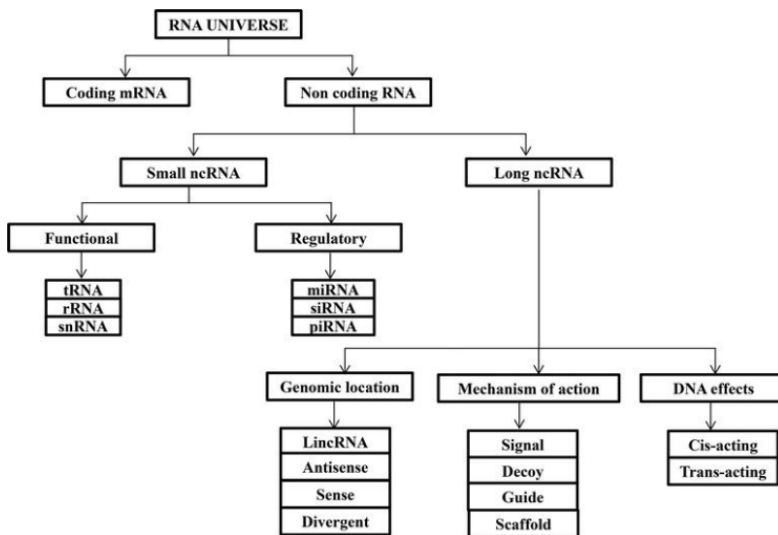 RNA UNIVERSE
Coding mRNA
Non coding RNA
Small ncRNA
Long ncRNA
Functional
Regulatory
tRNA
rRNA
snRNA
miRNA
siRNA
piRNA
Genomic location
Mechanism of action
DNA effects
LincRNA
Antisense
Sense
Divergent
Signal
Decoy
Guide
Scaffold
Cis-acting
Trans-acting